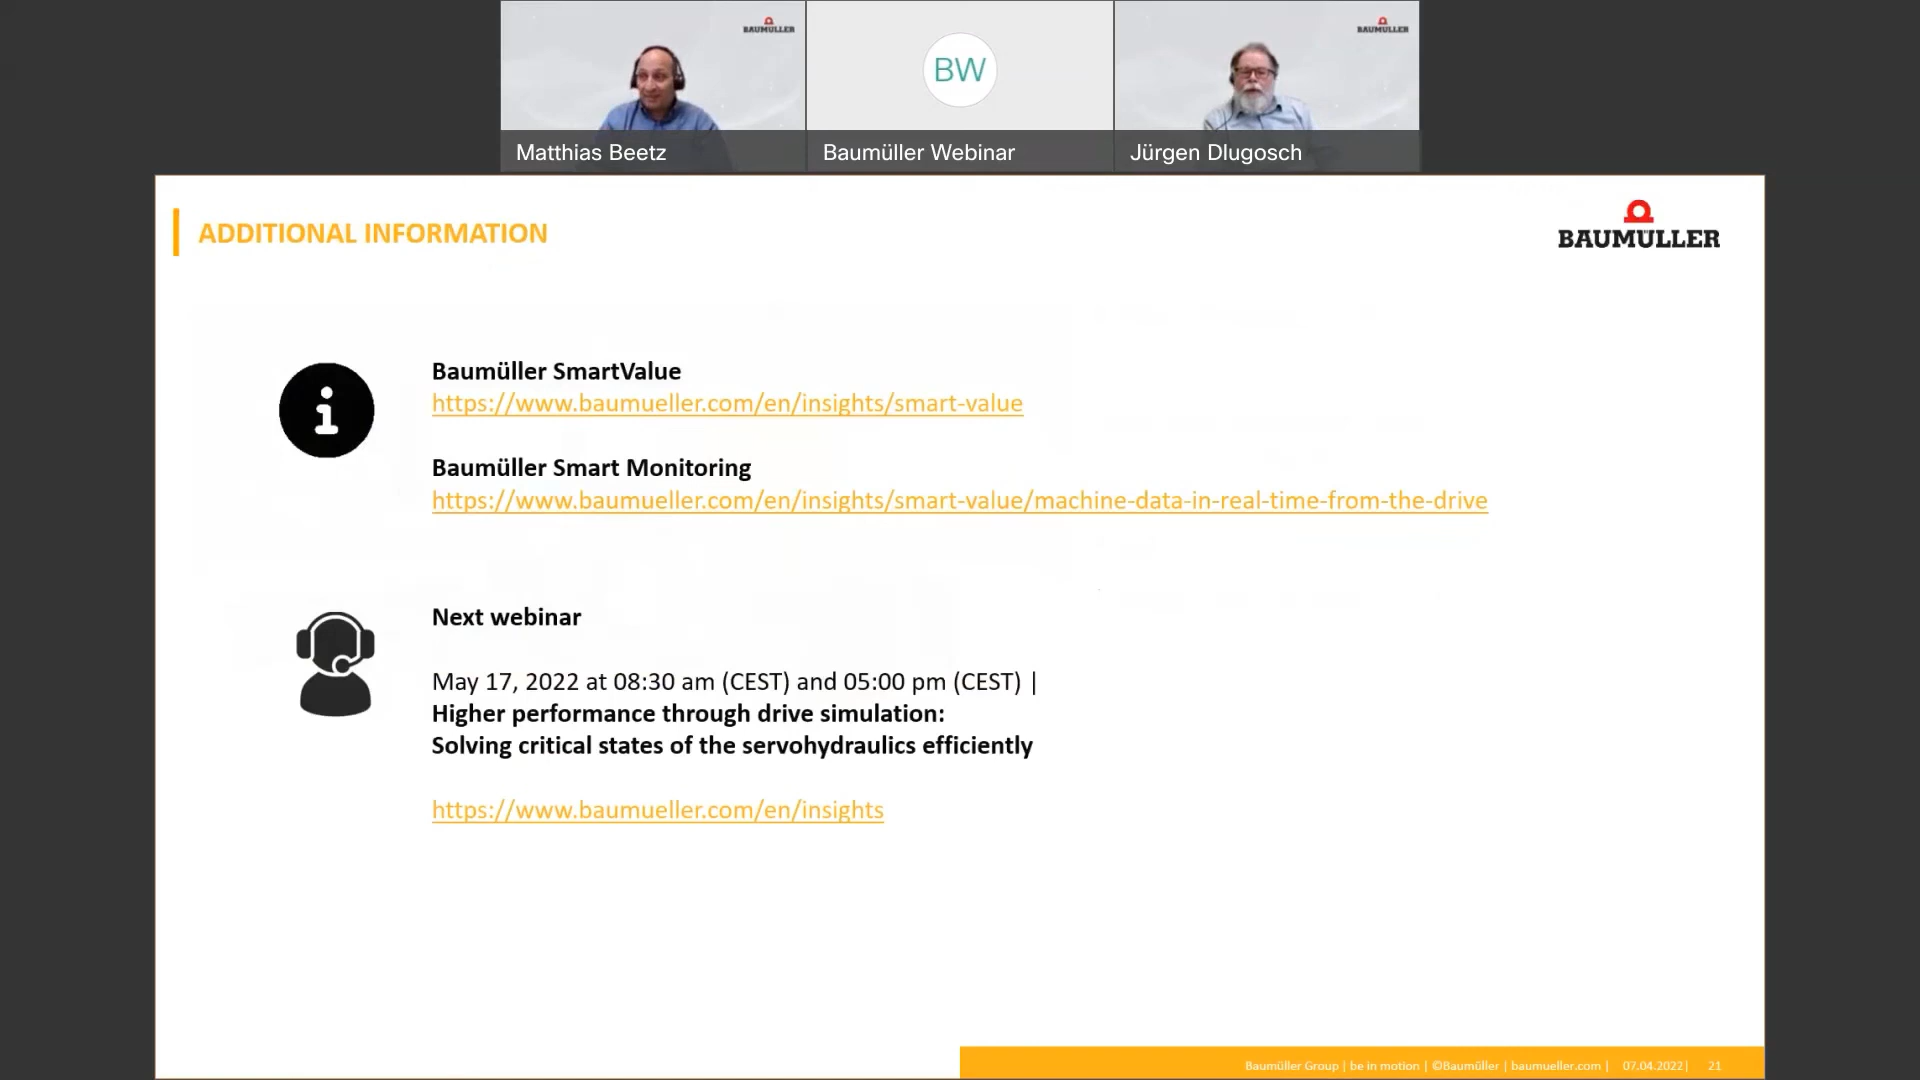 BAUMÜLLER
BW
BAUMÜLLER
Matthias Beetz
Baumüller Webinar
Jürgen Dlugosch
ADDITIONAL INFORMATION
BAUMÜLLER
Baumüller SmartValue
https://www.baumueller.com/en/insights/smart-value
Baumüller Smart Monitoring
https://www.baumueller.com/en/insights/smart-value/machine-data-in-real-time-from-the-drive
Next webinar
May 17, 2022 at 08:30 am (CEST) and 05:00 pm (CEST) |
Higher performance through drive simulation:
Solving critical states of the servohydraulics efficiently
https://www.baumueller.com/en/insights
Baumüller Group | be in motion | ©Baumüller | baumueller.com | 07.04.2022| 21